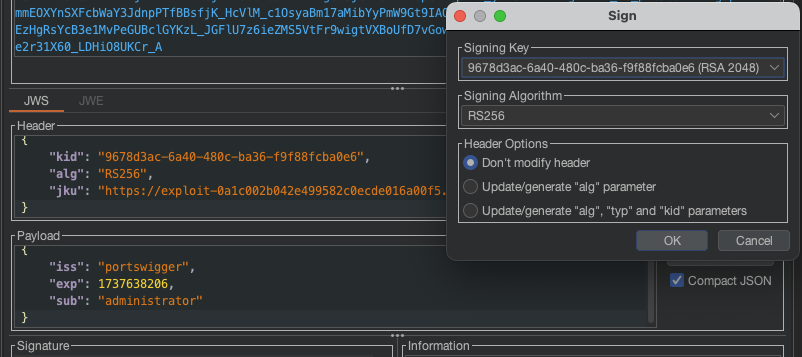 mmEOXYnSXFcbWaY3JdnpPTfBBsfjK_HcVlM_c1OsyaBm17aMibYyPmW9Gt9IAG
EzHgRsYcB3e1MvPeGUBclGYKzL_JGFlU7z6ieZMS5VtFr9wigtVXBoUfD7vGow
e2r31X60_LDHiO8UKCr_A
Sign
Signing Key
9678d3ac-6a40-480c-ba36-f9f88fcba0e6 (RSA 2048)
Signing Algorithm
RS256
Header Options
Don't modify header
Update/generate "alg" parameter
Update/generate "alg", "typ" and "kid" parameters
OK Cancel
JWS JWE
Header
{
"kid": "9678d3ac-6a40-480c-ba36-f9f88fcba0e6",
"alg": "RS256",
"jku": "https://exploit-0a1c002b042e499582c0ecde016a00f5.
}
Payload
{
"iss": "portswigger",
"exp": 1737638206,
"sub": "administrator"
}
Compact JSON
Signature
Information